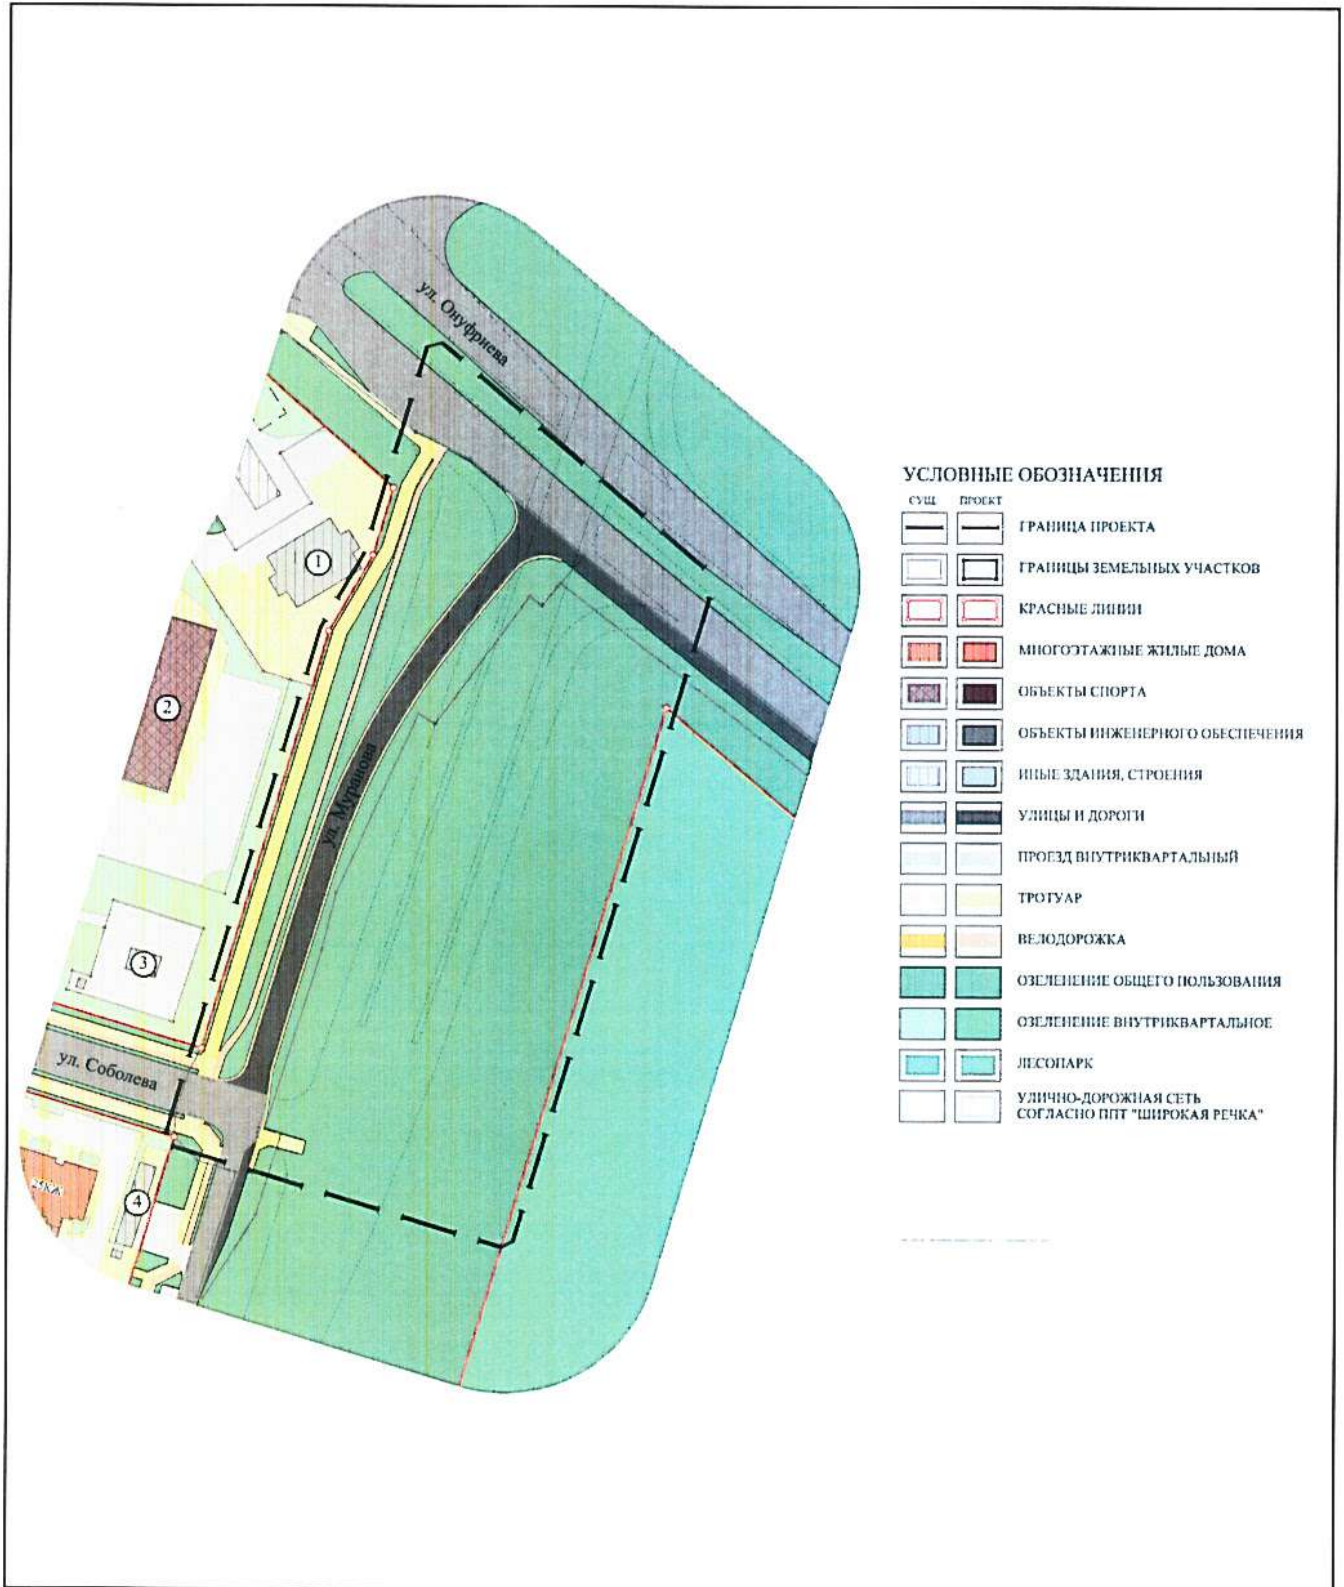 ул. Онуфриева
1
2
ул. Муранова
3
ул. Соболева
4
УСЛОВНЫЕ ОБОЗНАЧЕНИЯ
СУЩ. ПРОЕКТ
ГРАНИЦА ПРОЕКТА
ГРАНИЦЫ ЗЕМЕЛЬНЫХ УЧАСТКОВ
КРАСНЫЕ ЛИНИИ
МНОГОЭТАЖНЫЕ ЖИЛЫЕ ДОМА
ОБЪЕКТЫ СПОРТА
ОБЪЕКТЫ ИНЖЕНЕРНОГО ОБЕСПЕЧЕНИЯ
ИНЫЕ ЗДАНИЯ, СТРОЕНИЯ
УЛИЦЫ И ДОРОГИ
ПРОЕЗД ВНУТРИКВАРТАЛЬНЫЙ
ТРОТУАР
ВЕЛОДОРОЖКА
ОЗЕЛЕНЕНИЕ ОБЩЕГО ПОЛЬЗОВАНИЯ
ОЗЕЛЕНЕНИЕ ВНУТРИКВАРТАЛЬНОЕ
ЛЕСОПАРК
УЛИЧНО-ДОРОЖНАЯ СЕТЬ
СОГЛАСНО ППТ "ШИРОКАЯ РЕЧКА"